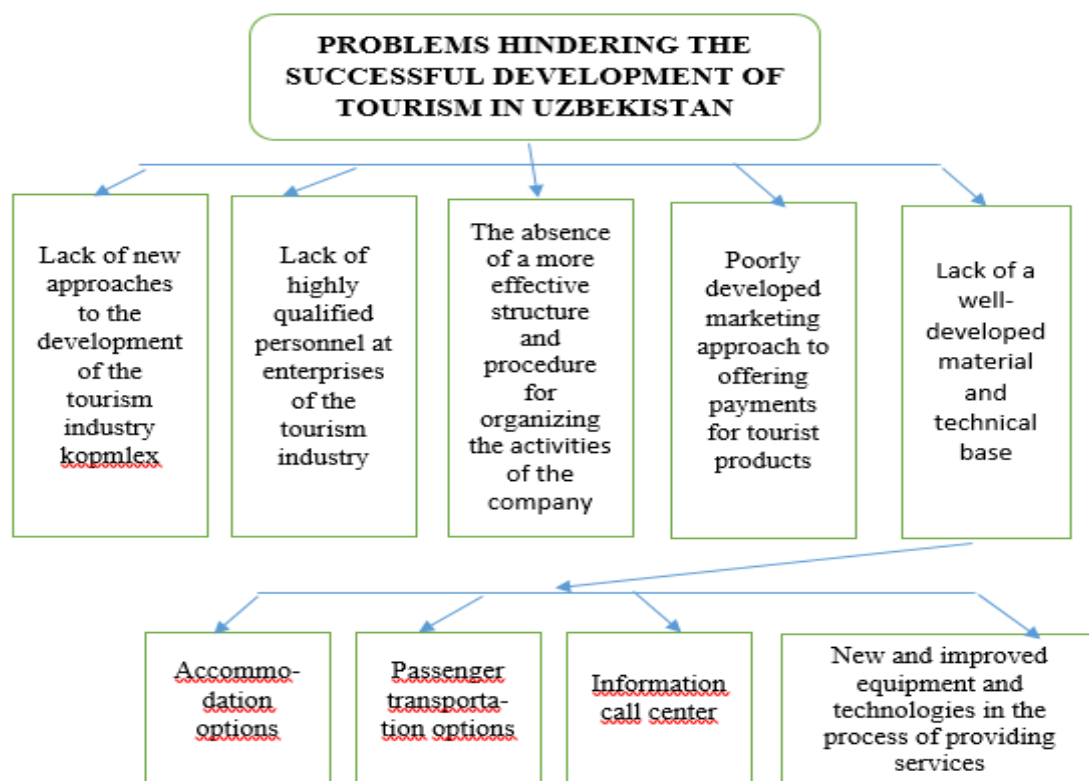 PROBLEMS HINDERING THE
SUCCESSFUL DEVELOPMENT OF
TOURISM IN UZBEKISTAN
Lack of new
approaches
to the
development
of the
tourism
industry
kopmlex
Lack of
highly
qualified
personnel at
enterprises
of the
tourism
industry
The absence
of a more
effective
structure
and
procedure
for
organizing
the activities
of the
company
Poorly
developed
marketing
approach to
offering
payments
for tourist
products
Lack of a
well-
developed
material
and
technical
base
Accommo-
dation
options
Passenger
transporta-
tion options
Information
call center
New and improved
equipment and
technologies in the
process of providing
services